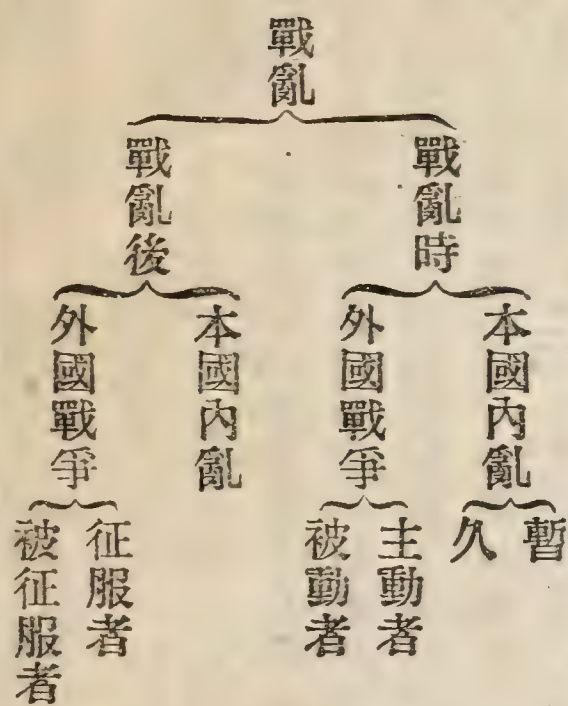 戰亂
戰亂時
本國內亂
暫
久
外國戰爭
主動者
被動者
戰亂後
本國內亂
外國戰爭
征服者
被征服者